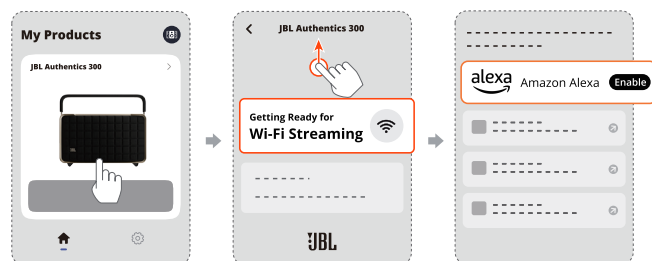 My Products
JBL Authentics 300
JBL
JBL Authentics 300
Getting Ready for
Wi-Fi Streaming
JBL
alexa Amazon Alexa Enable